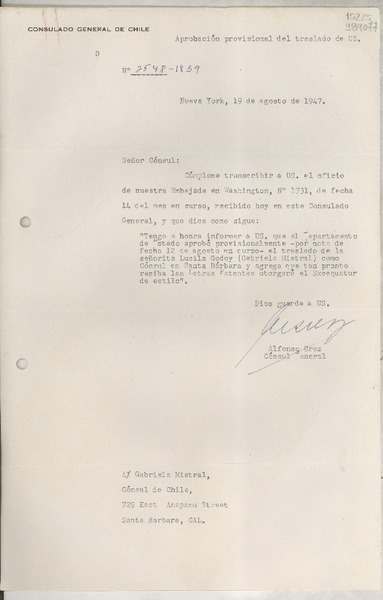 15225
984077
CONSULADO GENERAL DE CHILE
Aprobación provisional del traslado de US.
D
Nº 2548-1859
Nueva York, 19 de agosto de 1947.
Señor Cónsul:
Cúmpleme transcribir a US. el oficio
de nuestra Embajada en Washington, Nº 1731, de fecha
14 del mes en curso, recibido hoy en este Consulado
General, y que dice como sigue:
"Tengo a honra informar a US. que el Departamento
de Estado aprobó provisionalmente -por nota de
fecha 12 de agosto en curso- el traslado de la
señorita Lucila Godoy (Gabriela Mistral) como
Cónsul en Santa Bárbara y agrega que tan pronto
reciba las Letras Patentes otorgará el Exequatur
de estilo".
Dios guarde a US.
Alfonso Grez
Cónsul General
A/ Gabriela Mistral,
Cónsul de Chile,
729 East Anapamu Street
Santa Barbara, CAL.